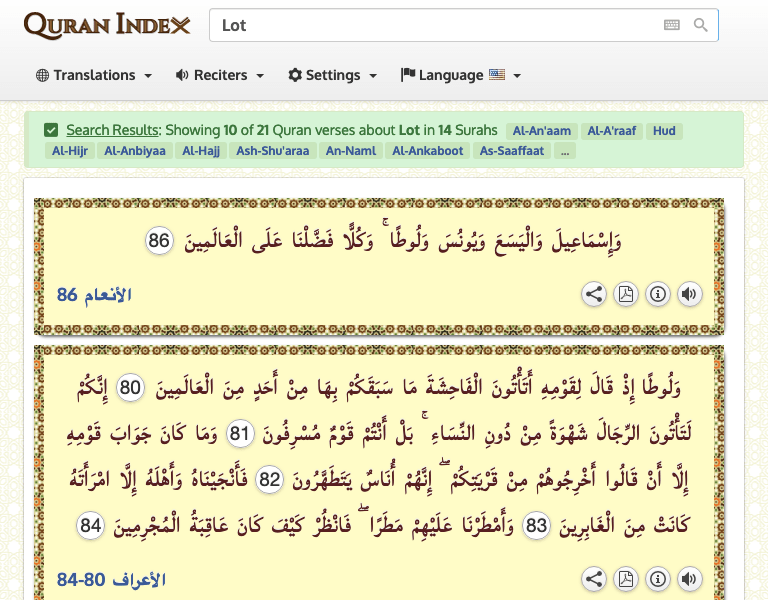 QURAN INDEX
Lot
Translations Reciters Settings Language
Search Results: Showing 10 of 21 Quran verses about Lot in 14 Surahs Al-An'aam Al-A'raaf Hud
Al-Hijr Al-Anbiyaa Al-Hajj Ash-Shu'araa An-Naml Al-Ankaboot As-Saaffaat ...
وَإِسْمَاعِيلَ وَالْيَسَعَ وَيُونُسَ وَلُوطًا ۚ وَكُلًّا فَضَّلْنَا عَلَى الْعَالَمِينَ 86
الأنعام 86
وَلُوطًا إِذْ قَالَ لِقَوْمِهِ أَتَأْتُونَ الْفَاحِشَةَ مَا سَبَقَكُمْ بِهَا مِنْ أَحَدٍ مِنَ الْعَالَمِينَ 80 إِنَّكُمْ
لَتَأْتُونَ الرِّجَالَ شَهْوَةً مِنْ دُونِ النِّسَاءِ ۚ بَلْ أَنْتُمْ قَوْمٌ مُسْرِفُونَ 81 وَمَا كَانَ جَوَابَ قَوْمِهِ
إِلَّا أَنْ قَالُوا أَخْرِجُوهُمْ مِنْ قَرْيَتِكُمْ ۖ إِنَّهُمْ أُنَاسٌ يَتَطَهَّرُونَ 82 فَأَنْجَيْنَاهُ وَأَهْلَهُ إِلَّا امْرَأَتَهُ
كَانَتْ مِنَ الْغَابِرِينَ 83 وَأَمْطَرْنَا عَلَيْهِمْ مَطَرًا ۖ فَانْظُرْ كَيْفَ كَانَ عَاقِبَةُ الْمُجْرِمِينَ 84
الأعراف 80-84